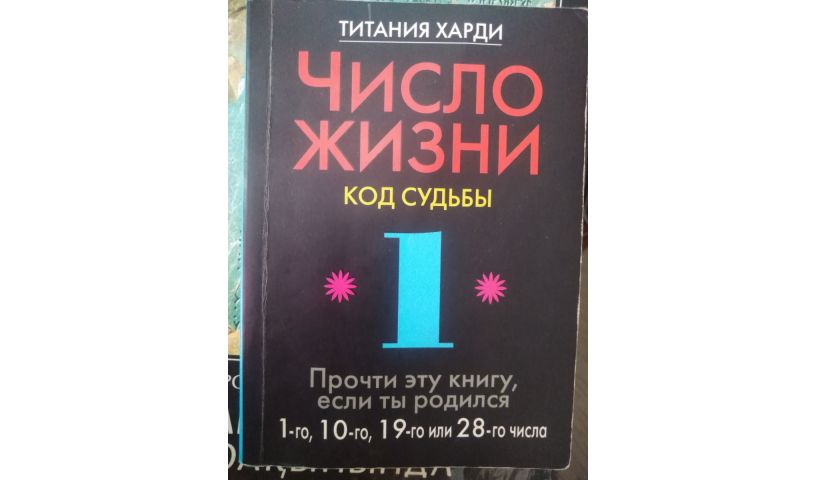 ТИТАНИЯ ХАРДИ
ЧИСЛО
ЖИЗНИ
КОД СУДЬБЫ
* 1 *
Прочти эту книгу,
если ты родился
1-го, 10-го, 19-го или 28-го числа